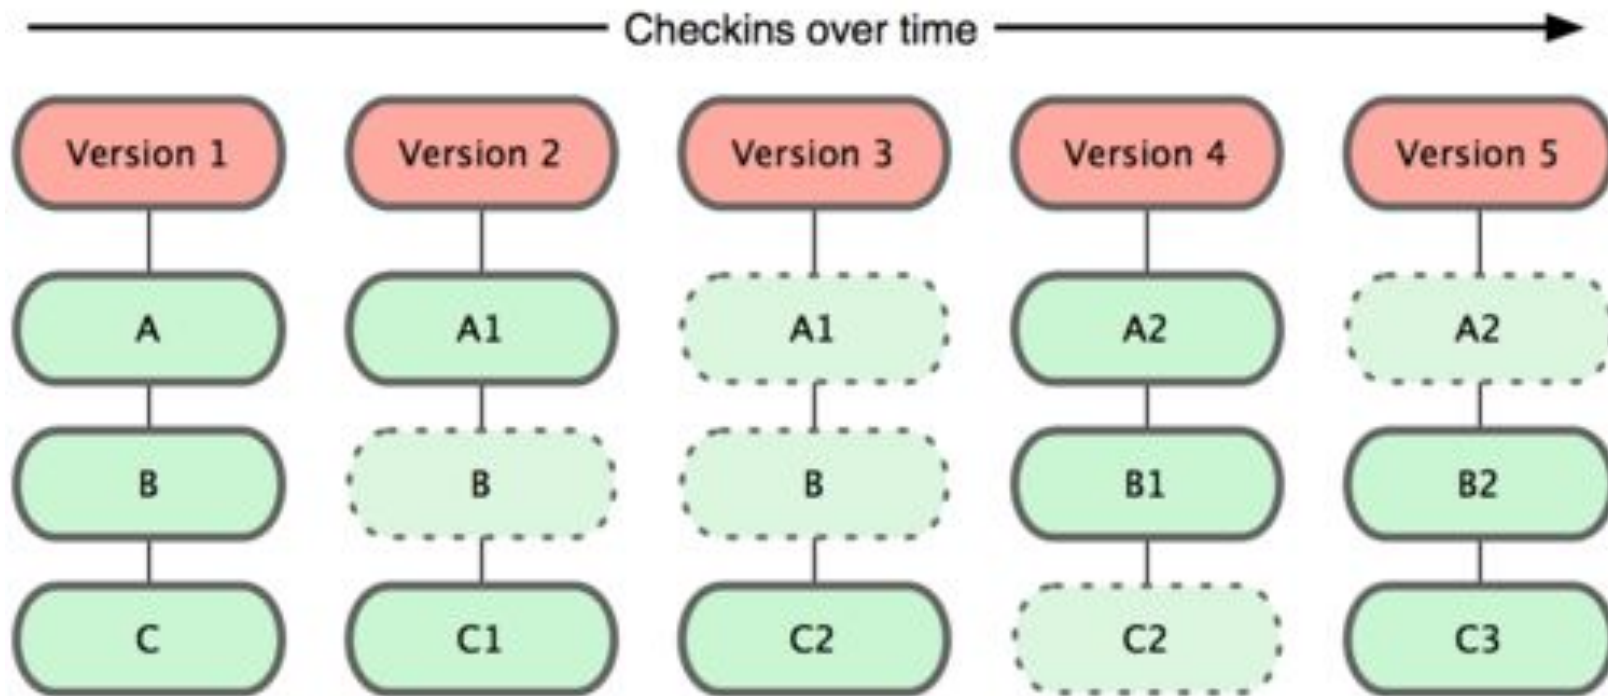 Checkins over time
Version 1 Version 2 Version 3 Version 4 Version 5
A A1 A1 A2 A2
B B B B1 B2
C C1 C2 C2 C3